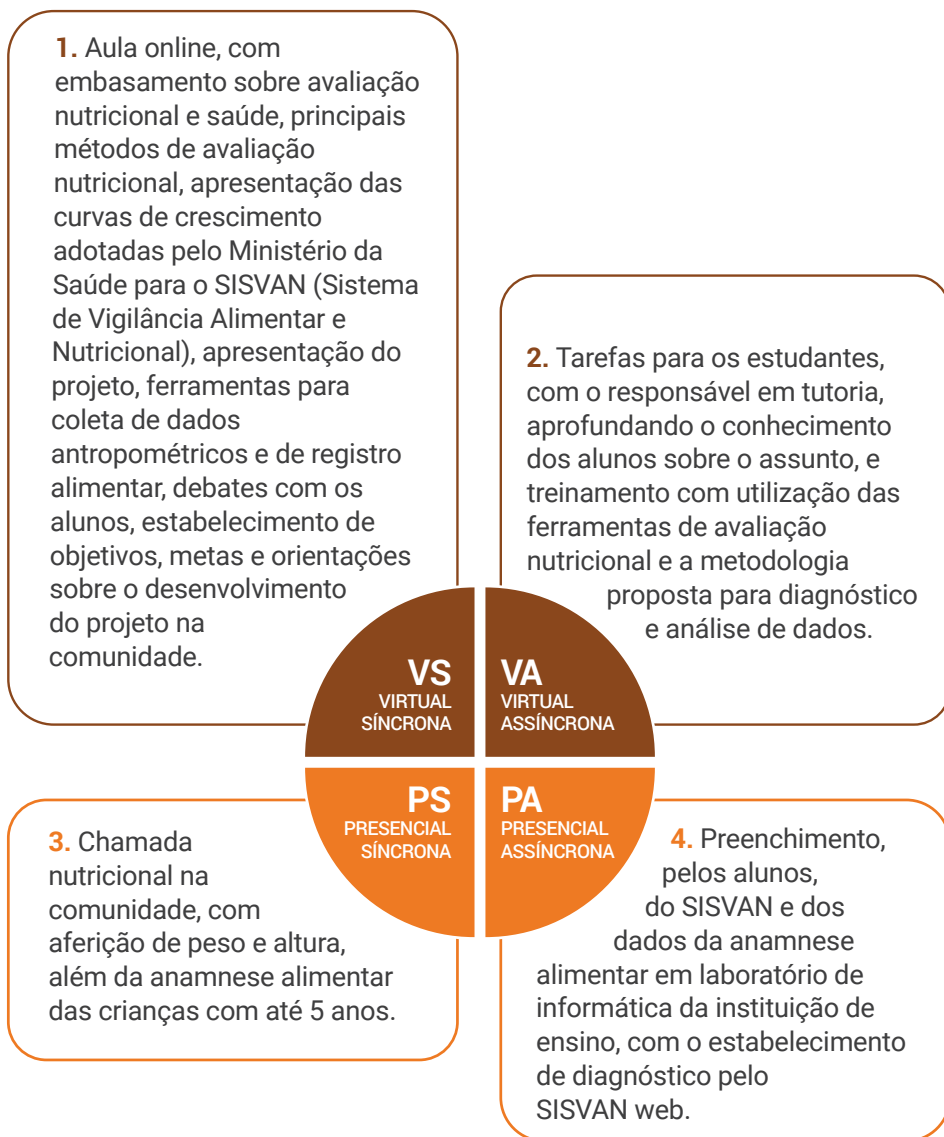 1. Aula online, com
embasamento sobre avaliação
nutricional e saúde, principais
métodos de avaliação
nutricional, apresentação das
curvas de crescimento
adotadas pelo Ministério da
Saúde para o SISVAN (Sistema
de Vigilância Alimentar e
Nutricional), apresentação do
projeto, ferramentas para
coleta de dados
antropométricos e de registro
alimentar, debates com os
alunos, estabelecimento de
objetivos, metas e orientações
sobre o desenvolvimento
do projeto na
comunidade.
2. Tarefas para os estudantes,
com o responsável em tutoria,
aprofundando o conhecimento
dos alunos sobre o assunto, e
treinamento com utilização das
ferramentas de avaliação
nutricional e a metodologia
proposta para diagnóstico
e análise de dados.
VS
VIRTUAL
SÍNCRONA
VA
VIRTUAL
ASSÍNCRONA
PS
PRESENCIAL
SÍNCRONA
PA
PRESENCIAL
ASSÍNCRONA
3. Chamada
nutricional na
comunidade, com
aferição de peso e altura,
além da anamnese alimentar
das crianças com até 5 anos.
4. Preenchimento,
pelos alunos,
do SISVAN e dos
dados da anamnese
alimentar em laboratório de
informática da instituição de
ensino, com o estabelecimento
de diagnóstico pelo
SISVAN web.